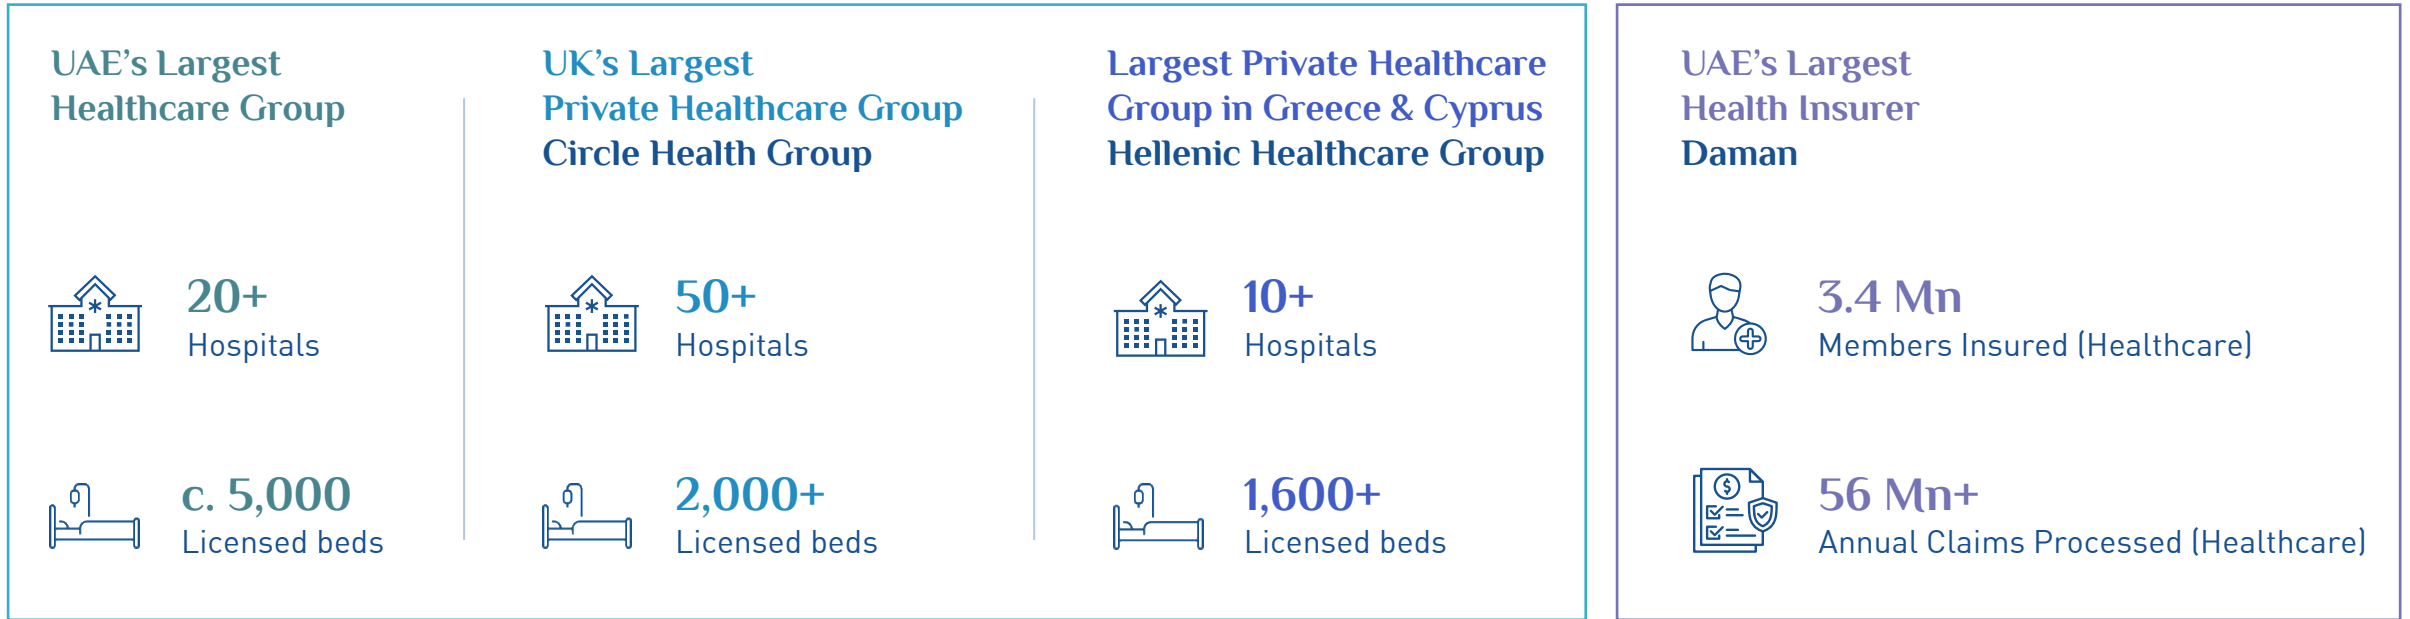 UAE’s Largest
Healthcare Group
20+
Hospitals
c. 5,000
Licensed beds
UK’s Largest
Private Healthcare Group
Circle Health Group
50+
Hospitals
2,000+
Licensed beds
Largest Private Healthcare
Group in Greece & Cyprus
Hellenic Healthcare Group
10+
Hospitals
1,600+
Licensed beds
UAE’s Largest
Health Insurer
Daman
3.4 Mn
Members Insured (Healthcare)
$
56 Mn+
Annual Claims Processed (Healthcare)